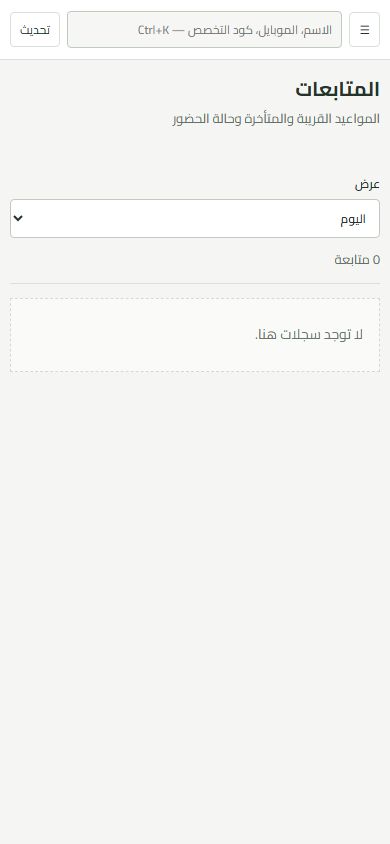 ☰
الاسم، الموبايل، كود التخصص — Ctrl+K
تحديث
المتابعات
المواعيد القريبة والمتأخرة وحالة الحضور
عرض
اليوم
0 متابعة
لا توجد سجلات هنا.